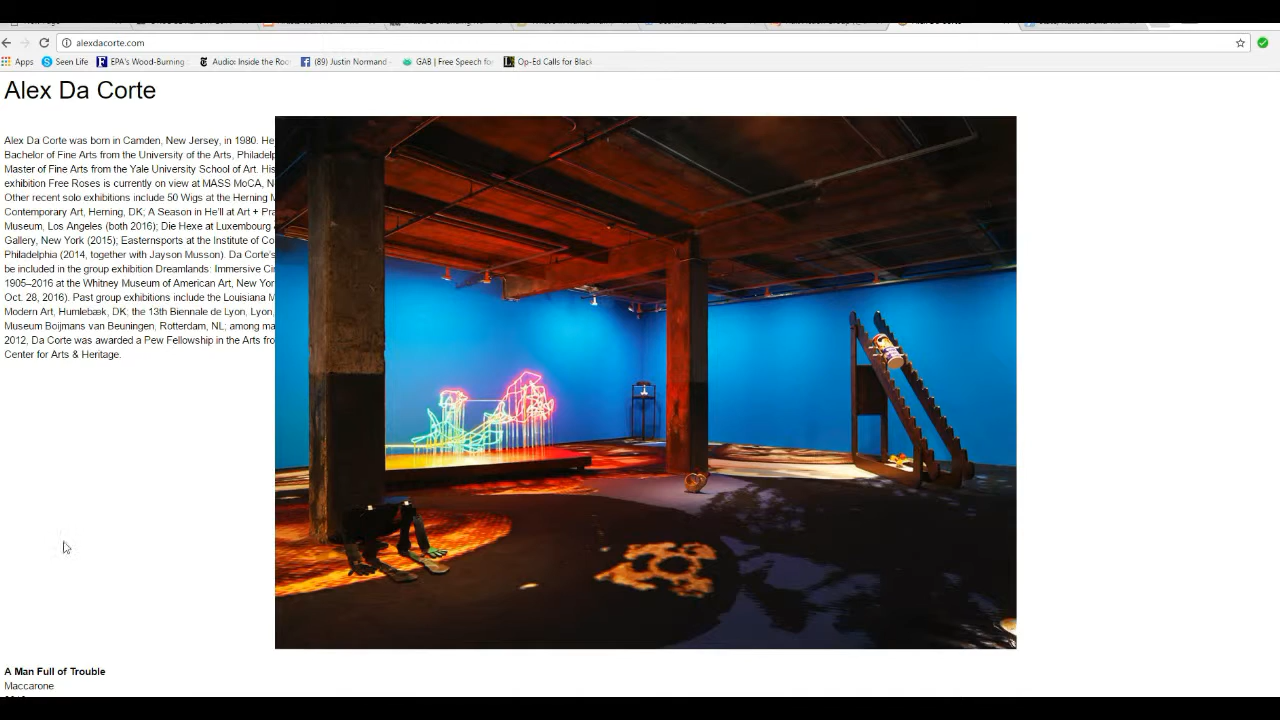 alexdacorte.com
Apps Seen Life EPA's Wood-Burning Audio: Inside the Roo (89) Justin Normand GAB | Free Speech fo Op-Ed Calls for Black
Alex Da Corte
Alex Da Corte was born in Camden, New Jersey, in 1980. He
Bachelor of Fine Arts from the University of the Arts, Philadelp
Master of Fine Arts from the Yale University School of Art. His
exhibition Free Roses is currently on view at MASS MoCA, N
Other recent solo exhibitions include 50 Wigs at the Herning M
Contemporary Art, Herning, DK; A Season in He'll at Art + Pra
Museum, Los Angeles (both 2016); Die Hexe at Luxembourg
Gallery, New York (2015); Easternsports at the Institute of Co
Philadelphia (2014, together with Jayson Musson). Da Corte's
be included in the group exhibition Dreamlands: Immersive Cin
1905–2016 at the Whitney Museum of American Art, New Yor
Oct. 28, 2016). Past group exhibitions include the Louisiana M
Modern Art, Humlebæk, DK; the 13th Biennale de Lyon, Lyon,
Museum Boijmans van Beuningen, Rotterdam, NL; among ma
2012, Da Corte was awarded a Pew Fellowship in the Arts fro
Center for Arts & Heritage.
A Man Full of Trouble
Maccarone